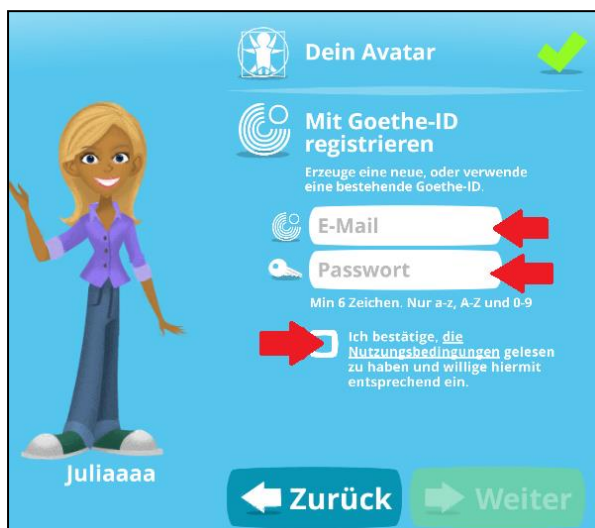 Dein Avatar
Mit Goethe-ID
registrieren
Erzeuge eine neue, oder verwende
eine bestehende Goethe-ID.
E-Mail
Passwort
Min 6 Zeichen. Nur a-z, A-Z und 0-9
Ich bestätige, die
Nutzungsbedingungen gelesen
zu haben und willige hiermit
entsprechend ein.
Juliaaaa
Zurück
Weiter